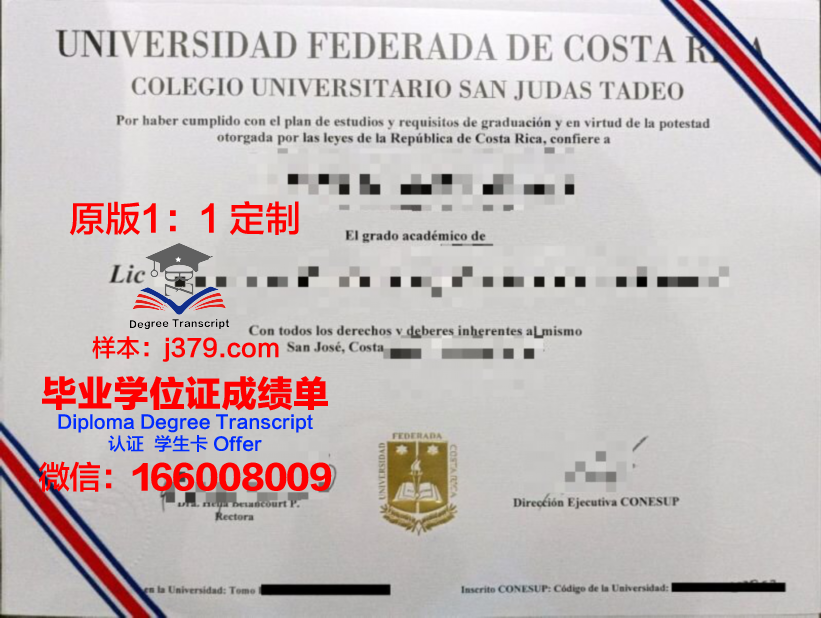 UNIVERSIDAD FEDERADA DE COSTA RICA
COLEGIO UNIVERSITARIO SAN JUDAS TADEO
Por haber cumplido con el plan de estudios y requisitos de graduación y en virtud de la potestad
otorgada por las leyes de la República de Costa Rica, confiere a
原版1：1 定制
El grado académico de
Lic
Degree Transcript
Con todos los derechos y deberes inherentes al mismo
样本：j379.com
San José, Costa
毕业学位证成绩单
Diploma Degree Transcript
认证 学生卡 Offer
微信：166008009
UNIVERSIDAD FEDERADA COSTA RICA
Dra. Helja Betancourt P.
Rectora
Dirección Ejecutiva CONESUP
en la Universidad: Tomo
Inscrito CONESUP: Código de la Universidad: